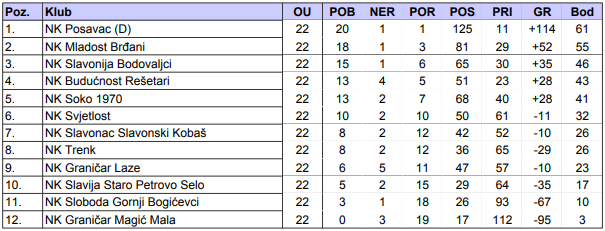 Poz. Klub OU POB NER POR POS PRI GR Bod
1. NK Posavac (D) 22 20 1 1 125 11 +114 61
2. NK Mladost Brđani 22 18 1 3 81 29 +52 55
3. NK Slavonija Bodovaljci 22 15 1 6 65 30 +35 46
4. NK Budućnost Rešetari 22 13 4 5 51 23 +28 43
5. NK Soko 1970 22 13 2 7 68 40 +28 41
6. NK Svjetlost 22 10 2 10 50 61 -11 32
7. NK Slavonac Slavonski Kobaš 22 8 2 12 42 52 -10 26
8. NK Trenk 22 8 2 12 36 65 -29 26
9. NK Graničar Laze 22 6 5 11 47 57 -10 23
10. NK Slavija Staro Petrovo Selo 22 5 2 15 29 64 -35 17
11. NK Sloboda Gornji Bogićevci 22 3 1 18 26 93 -67 10
12. NK Graničar Magić Mala 22 0 3 19 17 112 -95 3